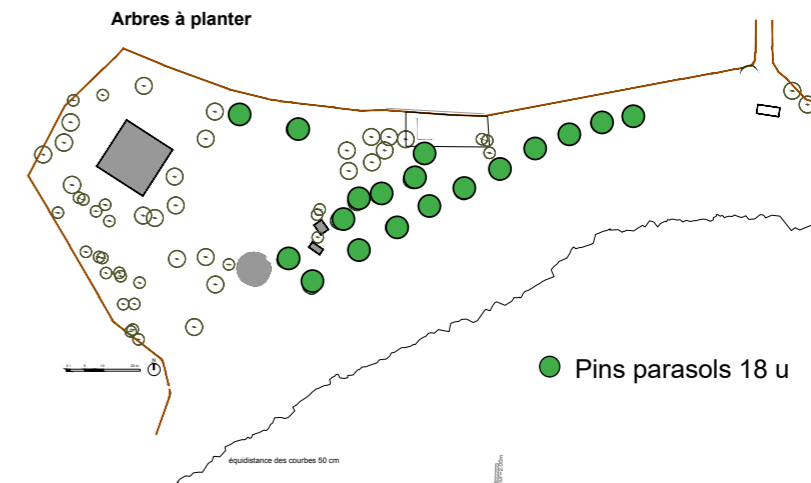 Arbres à planter
N
Pins parasols 18 u
équidistance des courbes 50 cm